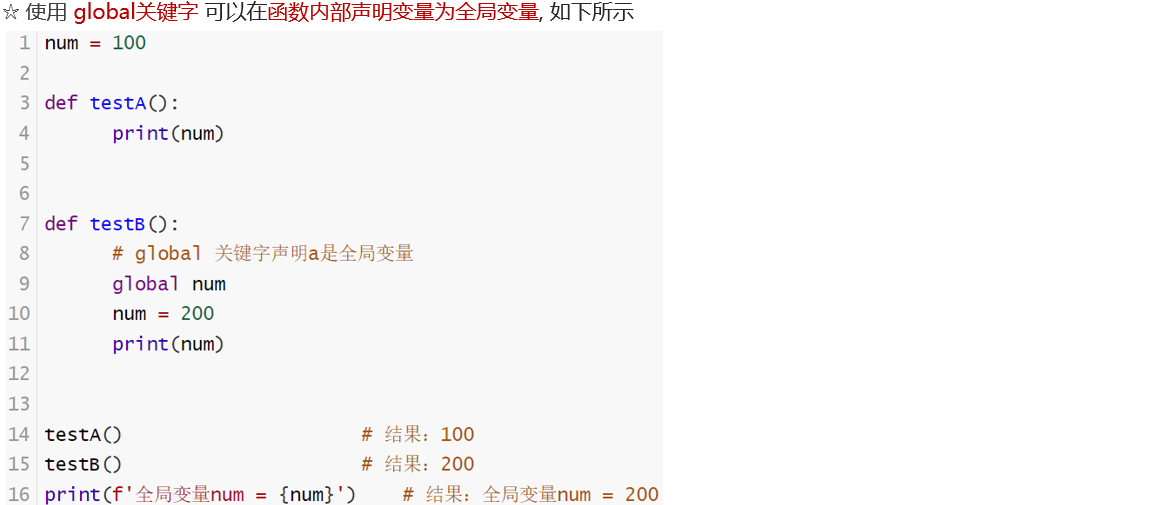 ☆ 使用 global关键字 可以在函数内部声明变量为全局变量, 如下所示
1 num = 100
2
3 def testA():
4       print(num)
5
6
7 def testB():
8       # global 关键字声明a是全局变量
9       global num
10       num = 200
11       print(num)
12
13
14 testA()                     # 结果：100
15 testB()                     # 结果：200
16 print(f'全局变量num = {num}')    # 结果：全局变量num = 200